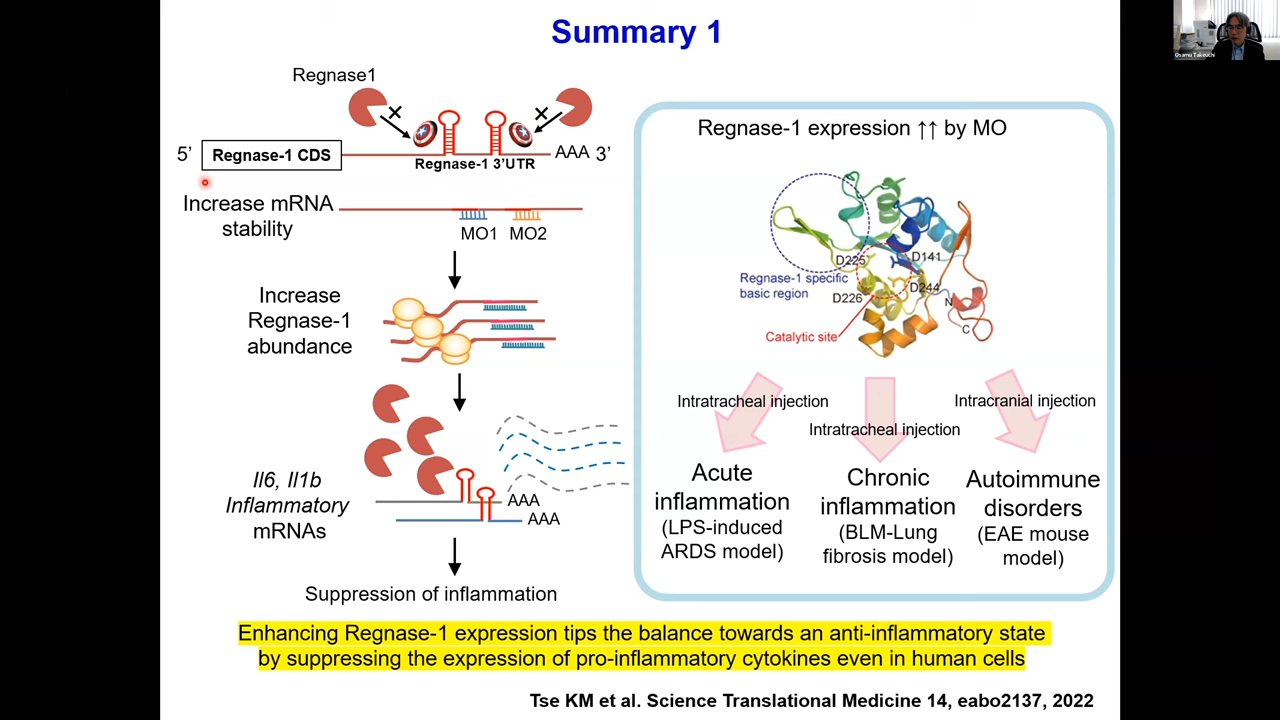 Summary 1
Regnase1
5' Regnase-1 CDS
Regnase-1 3'UTR
AAA 3'
Increase mRNA
stability
MO1 MO2
Increase
Regnase-1
abundance
Il6, Il1b
Inflammatory
mRNAs
AAA
AAA
Suppression of inflammation
Regnase-1 expression ↑↑ by MO
D225
D141
Regnase-1 specific
basic region
D226
D244
N
C
Catalytic site
Intratracheal injection
Intratracheal injection
Intracranial injection
Acute
inflammation
(LPS-induced
ARDS model)
Chronic
inflammation
(BLM-Lung
fibrosis model)
Autoimmune
disorders
(EAE mouse
model)
Enhancing Regnase-1 expression tips the balance towards an anti-inflammatory state
by suppressing the expression of pro-inflammatory cytokines even in human cells
Tse KM et al. Science Translational Medicine 14, eabo2137, 2022
Osamu Takeuchi